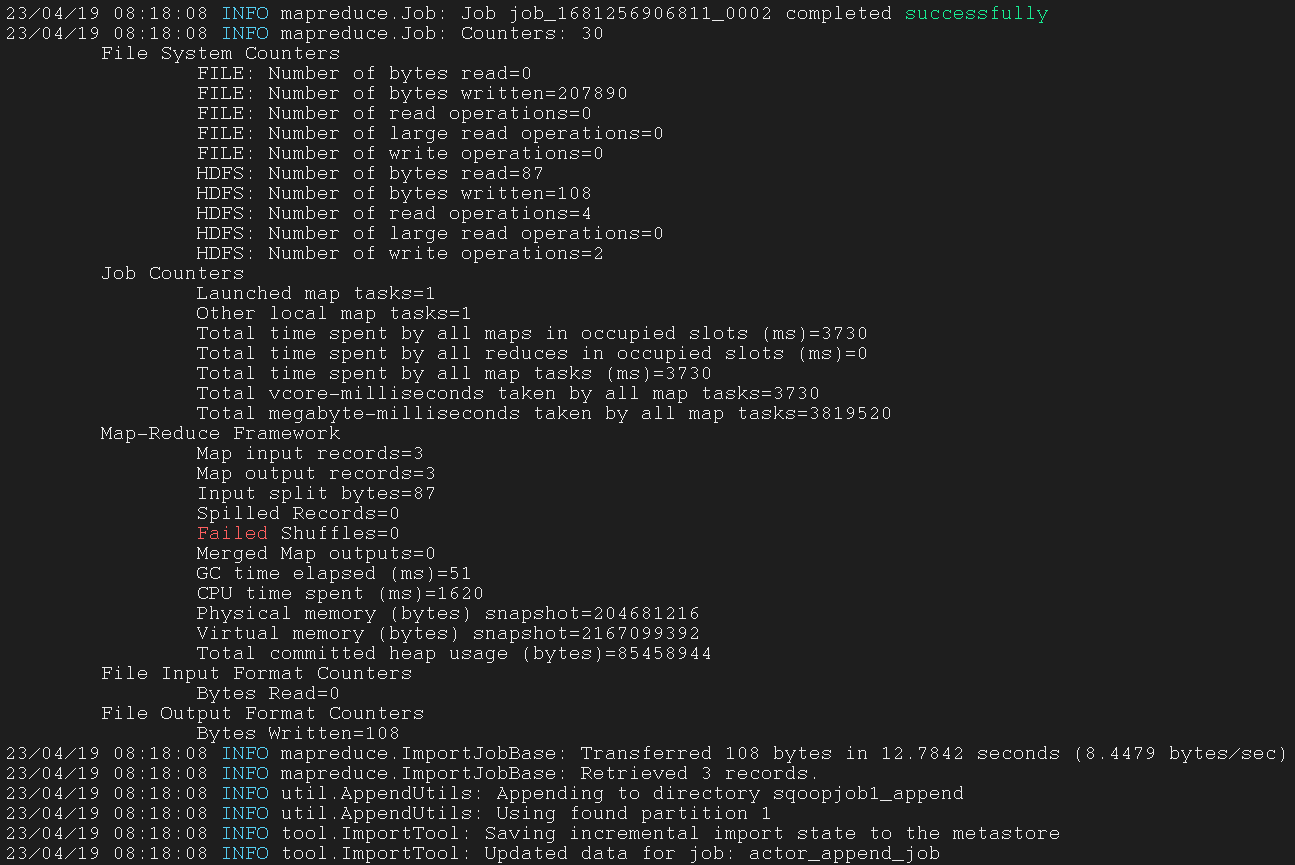 23/04/19 08:18:08 INFO mapreduce.Job: Job job_1681256906811_0002 completed successfully
23/04/19 08:18:08 INFO mapreduce.Job: Counters: 30
File System Counters
FILE: Number of bytes read=0
FILE: Number of bytes written=207890
FILE: Number of read operations=0
FILE: Number of large read operations=0
FILE: Number of write operations=0
HDFS: Number of bytes read=87
HDFS: Number of bytes written=108
HDFS: Number of read operations=4
HDFS: Number of large read operations=0
HDFS: Number of write operations=2
Job Counters
Launched map tasks=1
Other local map tasks=1
Total time spent by all maps in occupied slots (ms)=3730
Total time spent by all reduces in occupied slots (ms)=0
Total time spent by all map tasks (ms)=3730
Total vcore-milliseconds taken by all map tasks=3730
Total megabyte-milliseconds taken by all map tasks=3819520
Map-Reduce Framework
Map input records=3
Map output records=3
Input split bytes=87
Spilled Records=0
Failed Shuffles=0
Merged Map outputs=0
GC time elapsed (ms)=51
CPU time spent (ms)=1620
Physical memory (bytes) snapshot=204681216
Virtual memory (bytes) snapshot=2167099392
Total committed heap usage (bytes)=85458944
File Input Format Counters
Bytes Read=0
File Output Format Counters
Bytes Written=108
23/04/19 08:18:08 INFO mapreduce.ImportJobBase: Transferred 108 bytes in 12.7842 seconds (8.4479 bytes/sec)
23/04/19 08:18:08 INFO mapreduce.ImportJobBase: Retrieved 3 records.
23/04/19 08:18:08 INFO util.AppendUtils: Appending to directory sqoopjob1_append
23/04/19 08:18:08 INFO util.AppendUtils: Using found partition 1
23/04/19 08:18:08 INFO tool.ImportTool: Saving incremental import state to the metastore
23/04/19 08:18:08 INFO tool.ImportTool: Updated data for job: actor_append_job